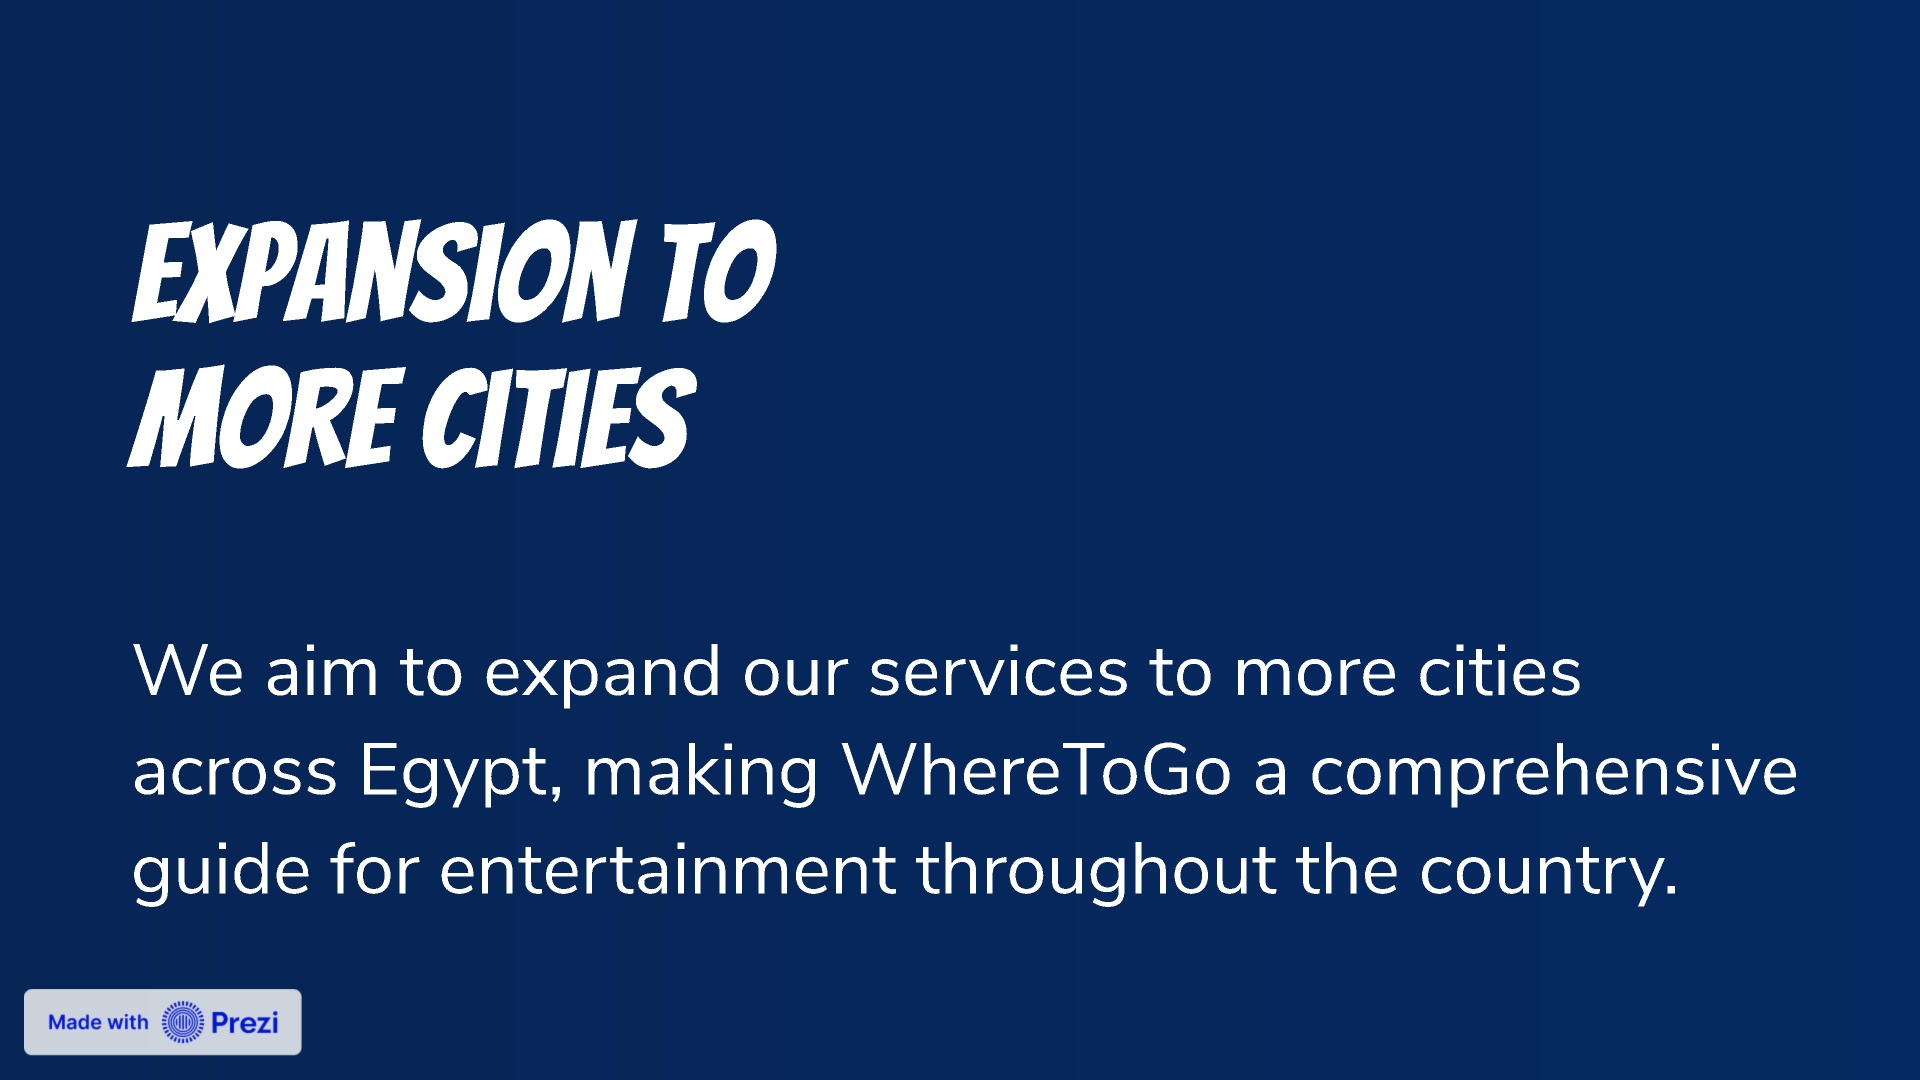 EXPANSION TO
MORE CITIES
We aim to expand our services to more cities
across Egypt, making WhereToGo a comprehensive
guide for entertainment throughout the country.
Made with Prezi